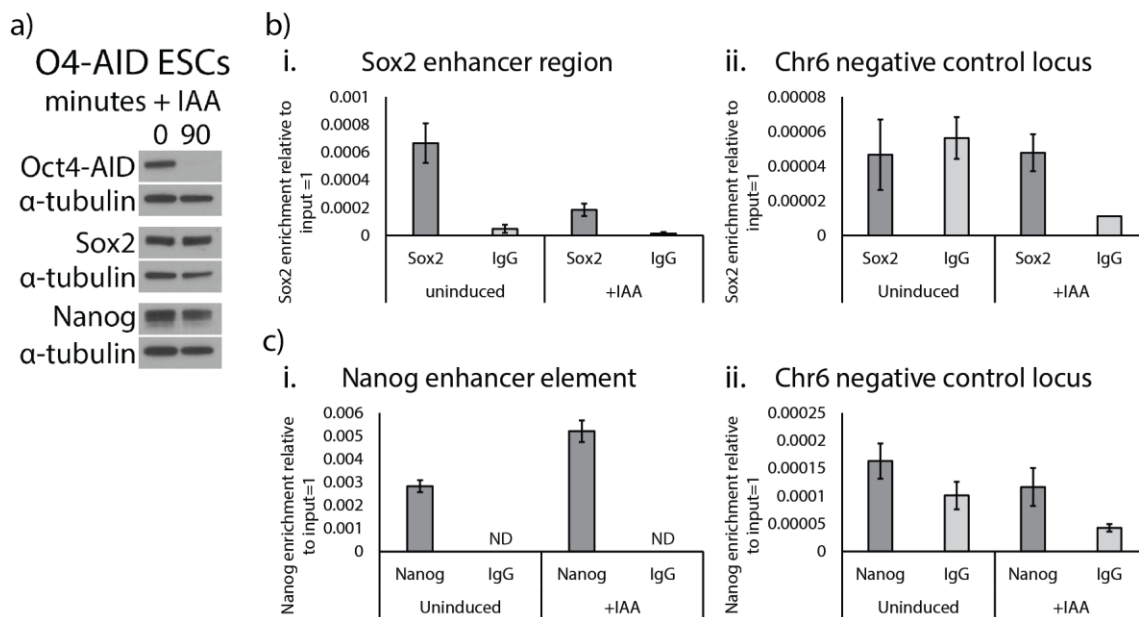 a)
O4-AID ESCs
minutes + IAA
0 90
Oct4-AID
α-tubulin
Sox2
α-tubulin
Nanog
α-tubulin
b)
i. Sox2 enhancer region
Sox2 enrichment relative to
input =1
0.001
0.0008
0.0006
0.0004
0.0002
0
Sox2 IgG Sox2 IgG
uninduced +IAA
ii. Chr6 negative control locus
Sox2 enrichment relative to
input=1
0.00008
0.00006
0.00004
0.00002
0
Sox2 IgG Sox2 IgG
Uninduced +IAA
c)
i. Nanog enhancer element
Nanog enrichment relative
to input=1
0.006
0.005
0.004
0.003
0.002
0.001
0
ND ND
Nanog IgG Nanog IgG
Uninduced +IAA
ii. Chr6 negative control locus
Nanog enrichment relative
to input=1
0.00025
0.0002
0.00015
0.0001
0.00005
0
Nanog IgG Nanog IgG
Uninduced +IAA